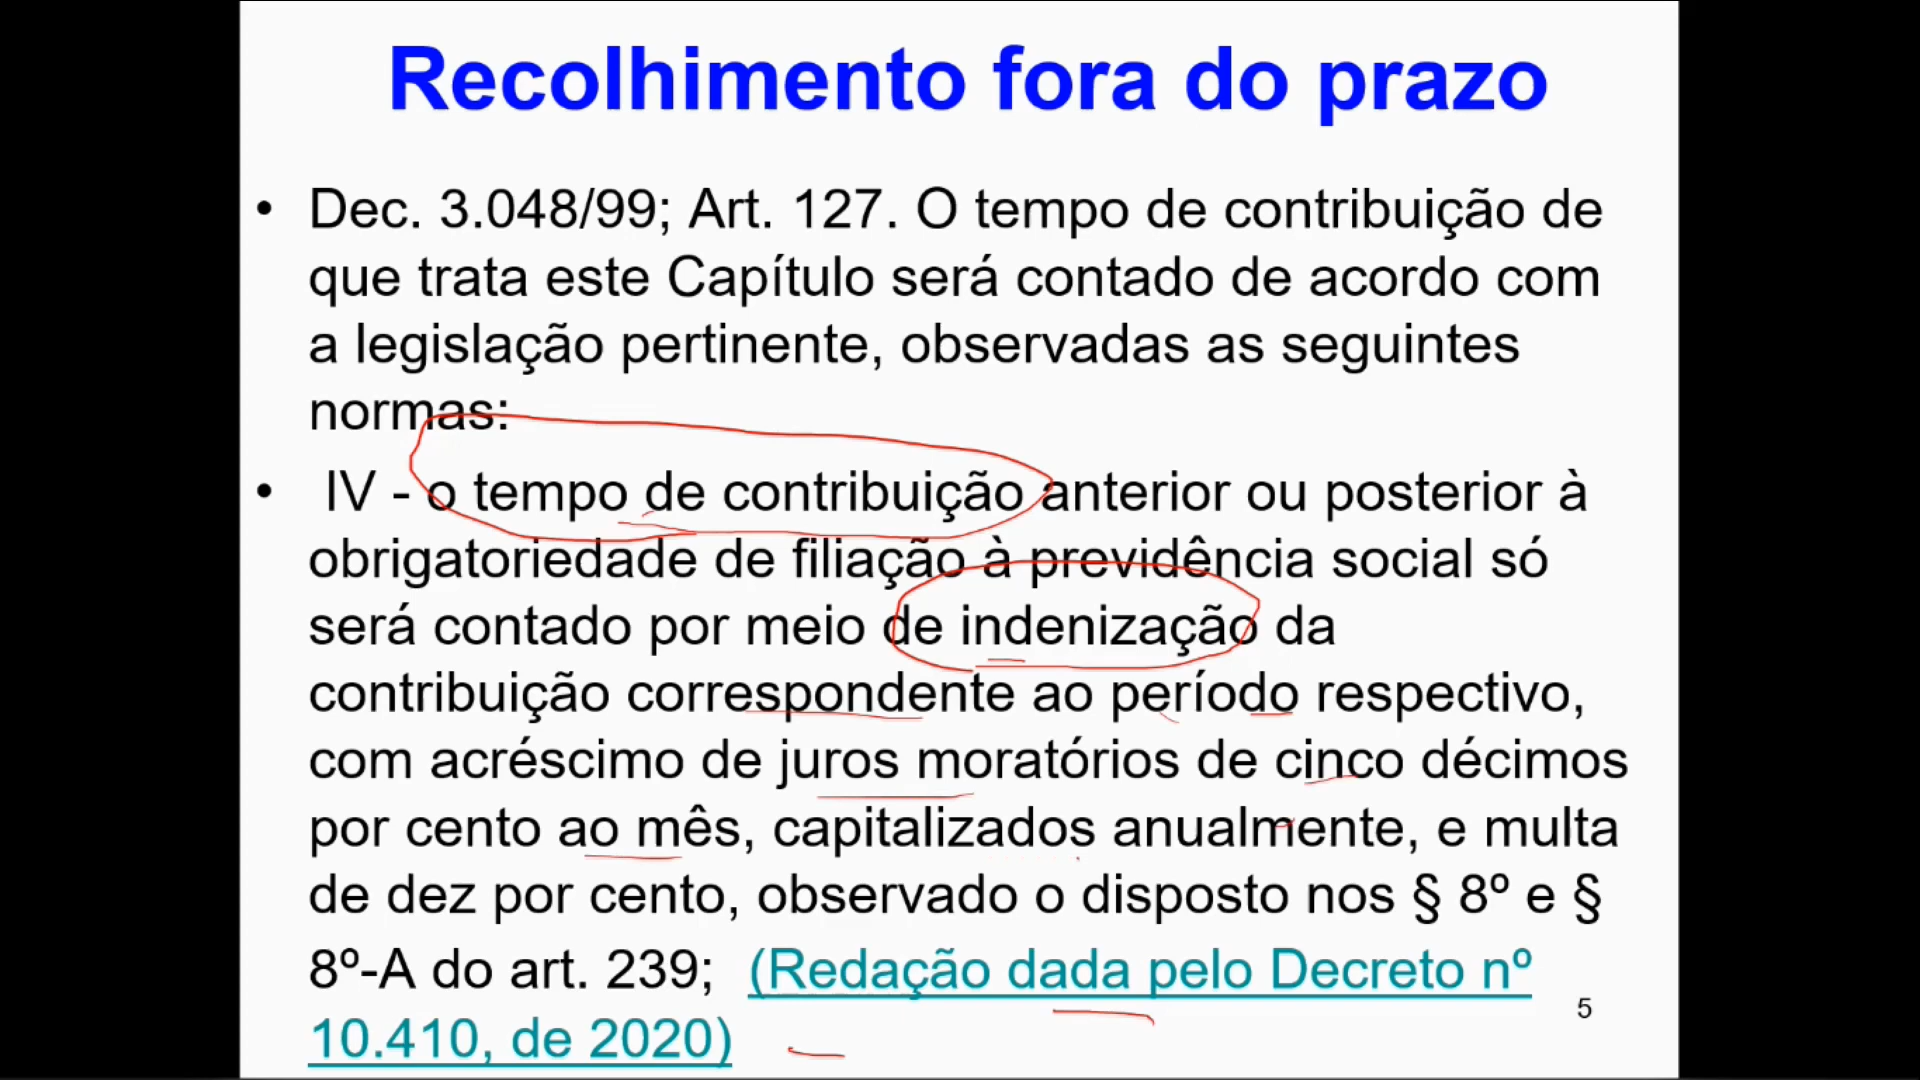 Recolhimento fora do prazo
• Dec. 3.048/99; Art. 127. O tempo de contribuição de
que trata este Capítulo será contado de acordo com
a legislação pertinente, observadas as seguintes
normas:
• IV - o tempo de contribuição anterior ou posterior à
obrigatoriedade de filiação à previdência social só
será contado por meio de indenização da
contribuição correspondente ao período respectivo,
com acréscimo de juros moratórios de cinco décimos
por cento ao mês, capitalizados anualmente, e multa
de dez por cento, observado o disposto nos § 8º e §
8º-A do art. 239; (Redação dada pelo Decreto nº
10.410, de 2020)
5